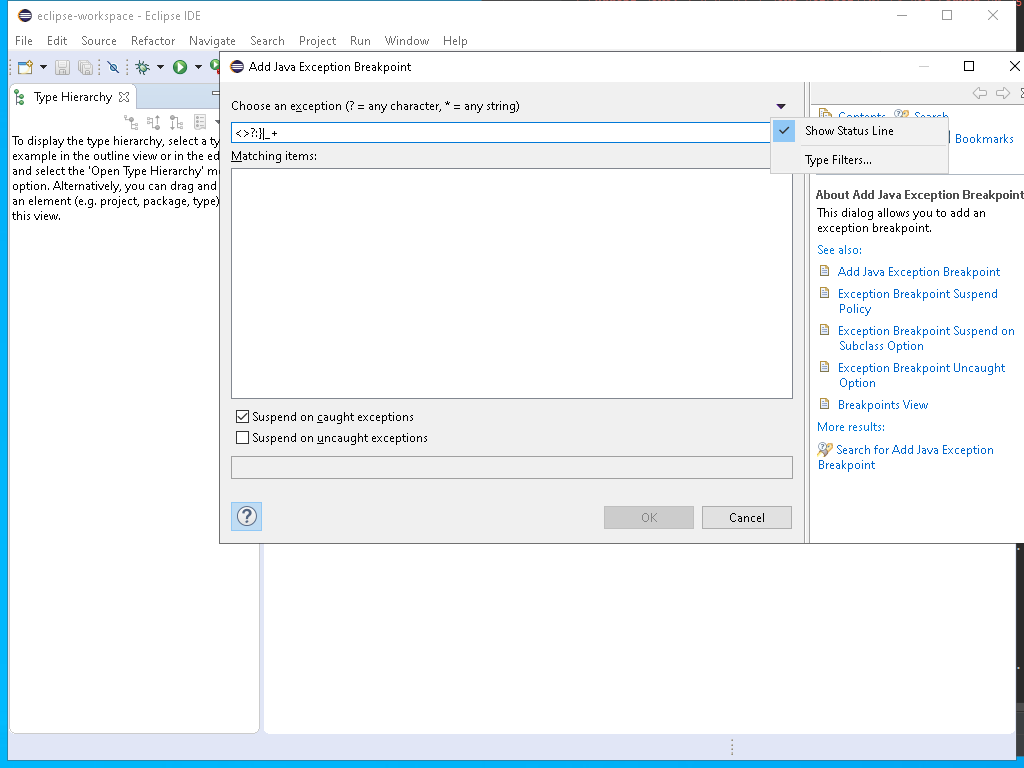 eclipse-workspace - Eclipse IDE
File Edit Source Refactor Navigate Search Project Run Window Help
Add Java Exception Breakpoint
Type Hierarchy
To display the type hierarchy, select a ty
example in the outline view or in the ed
and select the 'Open Type Hierarchy' m
option. Alternatively, you can drag and
an element (e.g. project, package, type)
this view.
Choose an exception (? = any character, * = any string)
<>?:}|_+
Matching items:
Show Status Line
Type Filters...
Suspend on caught exceptions
Suspend on uncaught exceptions
OK Cancel
Contents Search
Bookmarks
About Add Java Exception Breakpoint
This dialog allows you to add an
exception breakpoint.
See also:
Add Java Exception Breakpoint
Exception Breakpoint Suspend
Policy
Exception Breakpoint Suspend on
Subclass Option
Exception Breakpoint Uncaught
Option
Breakpoints View
More results:
Search for Add Java Exception
Breakpoint